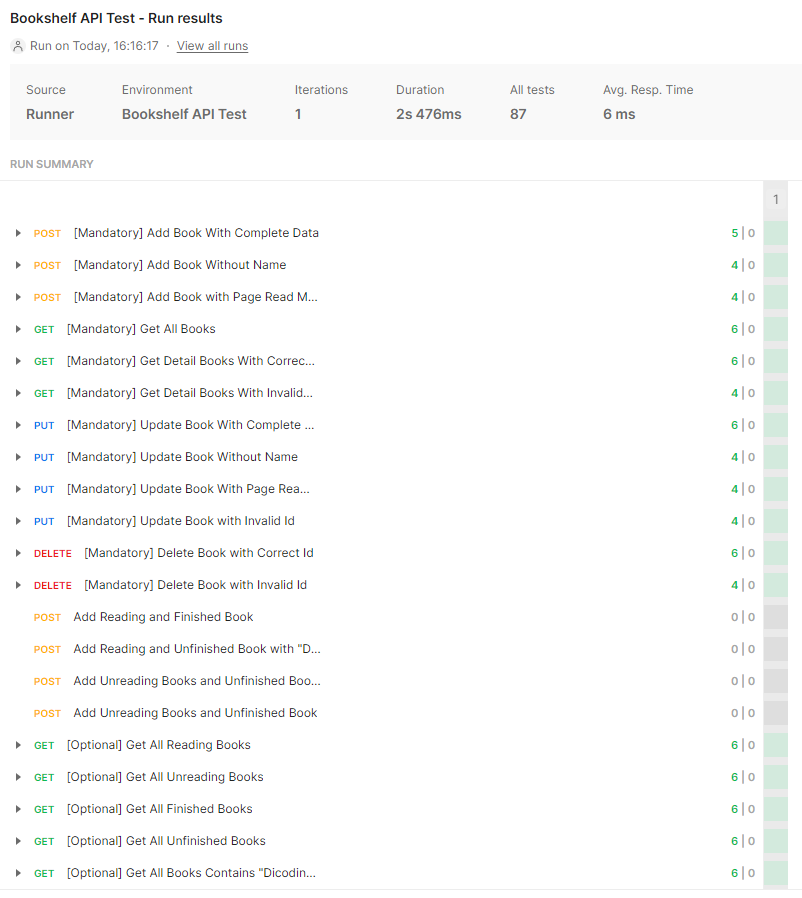 Bookshelf API Test - Run results
Run on Today, 16:16:17 · View all runs
Source Environment Iterations Duration All tests Avg. Resp. Time
Runner Bookshelf API Test 1 2s 476ms 87 6 ms
RUN SUMMARY
1
POST [Mandatory] Add Book With Complete Data 5 | 0
POST [Mandatory] Add Book Without Name 4 | 0
POST [Mandatory] Add Book with Page Read M... 4 | 0
GET [Mandatory] Get All Books 6 | 0
GET [Mandatory] Get Detail Books With Correc... 6 | 0
GET [Mandatory] Get Detail Books With Invalid... 4 | 0
PUT [Mandatory] Update Book With Complete ... 6 | 0
PUT [Mandatory] Update Book Without Name 4 | 0
PUT [Mandatory] Update Book With Page Rea... 4 | 0
PUT [Mandatory] Update Book with Invalid Id 4 | 0
DELETE [Mandatory] Delete Book with Correct Id 6 | 0
DELETE [Mandatory] Delete Book with Invalid Id 4 | 0
POST Add Reading and Finished Book 0 | 0
POST Add Reading and Unfinished Book with "D... 0 | 0
POST Add Unreading Books and Unfinished Boo... 0 | 0
POST Add Unreading Books and Unfinished Book 0 | 0
GET [Optional] Get All Reading Books 6 | 0
GET [Optional] Get All Unreading Books 6 | 0
GET [Optional] Get All Finished Books 6 | 0
GET [Optional] Get All Unfinished Books 6 | 0
GET [Optional] Get All Books Contains "Dicodin... 6 | 0